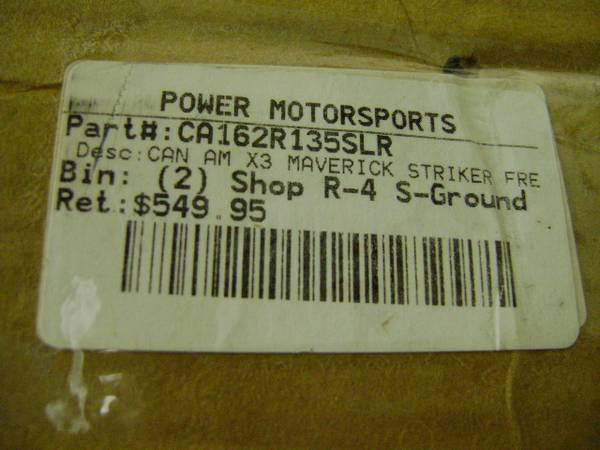 POWER MOTORSPORTS
Part#:CA162R135SLR
Desc:CAN AM X3 MAVERICK STRIKER FRE
Bin: (2) Shop R-4 S-Ground
Ret:$549.95